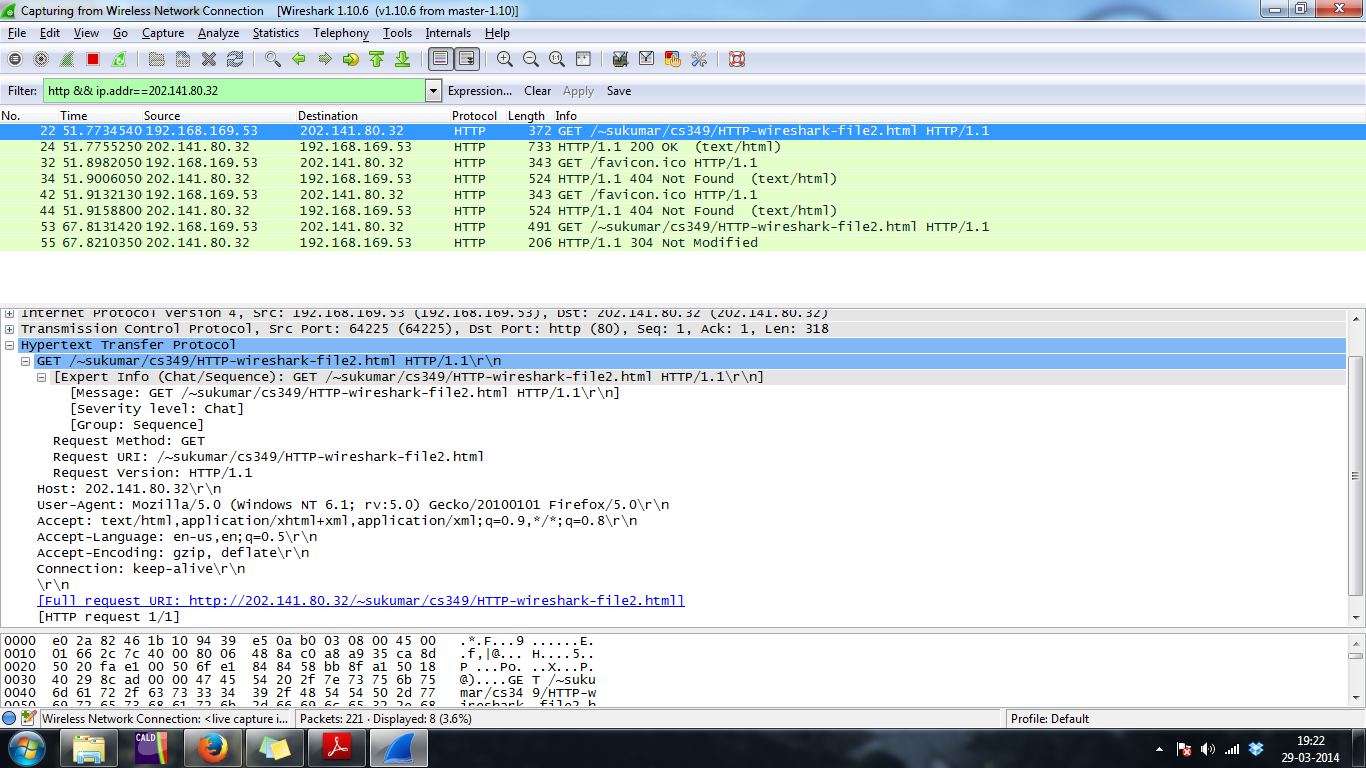 Capturing from Wireless Network Connection [Wireshark 1.10.6 (v1.10.6 from master-1.10)]
File Edit View Go Capture Analyze Statistics Telephony Tools Internals Help
Filter: http && ip.addr==202.141.80.32 Expression... Clear Apply Save
No. Time Source Destination Protocol Length Info
22 51.7734540 192.168.169.53 202.141.80.32 HTTP 372 GET /~sukumar/cs349/HTTP-wireshark-file2.html HTTP/1.1
24 51.7755250 202.141.80.32 192.168.169.53 HTTP 733 HTTP/1.1 200 OK (text/html)
32 51.8982050 192.168.169.53 202.141.80.32 HTTP 343 GET /favicon.ico HTTP/1.1
34 51.9006050 202.141.80.32 192.168.169.53 HTTP 524 HTTP/1.1 404 Not Found (text/html)
42 51.9132130 192.168.169.53 202.141.80.32 HTTP 343 GET /favicon.ico HTTP/1.1
44 51.9158800 202.141.80.32 192.168.169.53 HTTP 524 HTTP/1.1 404 Not Found (text/html)
53 67.8131420 192.168.169.53 202.141.80.32 HTTP 491 GET /~sukumar/cs349/HTTP-wireshark-file2.html HTTP/1.1
55 67.8210350 202.141.80.32 192.168.169.53 HTTP 206 HTTP/1.1 304 Not Modified
Internet Protocol Version 4, Src: 192.168.169.53 (192.168.169.53), Dst: 202.141.80.32 (202.141.80.32)
Transmission Control Protocol, Src Port: 64225 (64225), Dst Port: http (80), Seq: 1, Ack: 1, Len: 318
Hypertext Transfer Protocol
GET /~sukumar/cs349/HTTP-wireshark-file2.html HTTP/1.1\r\n
[Expert Info (Chat/Sequence): GET /~sukumar/cs349/HTTP-wireshark-file2.html HTTP/1.1\r\n]
[Message: GET /~sukumar/cs349/HTTP-wireshark-file2.html HTTP/1.1\r\n]
[Severity level: Chat]
[Group: Sequence]
Request Method: GET
Request URI: /~sukumar/cs349/HTTP-wireshark-file2.html
Request Version: HTTP/1.1
Host: 202.141.80.32\r\n
User-Agent: Mozilla/5.0 (Windows NT 6.1; rv:5.0) Gecko/20100101 Firefox/5.0\r\n
Accept: text/html,application/xhtml+xml,application/xml;q=0.9,*/*;q=0.8\r\n
Accept-Language: en-us,en;q=0.5\r\n
Accept-Encoding: gzip, deflate\r\n
Connection: keep-alive\r\n
\r\n
[Full request URI: http://202.141.80.32/~sukumar/cs349/HTTP-wireshark-file2.html]
[HTTP request 1/1]
0000 e0 2a 82 46 1b 10 94 39 e5 0a b0 03 08 00 45 00 .*.F...9 ......E.
0010 01 66 2c 7c 40 00 80 06 48 8a c0 a8 a9 35 ca 8d .f,|@... H....5..
0020 50 20 fa e1 00 50 6f e1 84 84 58 bb 8f a1 50 18 P ...Po. ..X...P.
0030 40 29 8c ad 00 00 47 45 54 20 2f 7e 73 75 6b 75 @)....GE T /~suku
0040 6d 61 72 2f 63 73 33 34 39 2f 48 54 54 50 2d 77 mar/cs34 9/HTTP-w
0050 69 72 65 73 68 61 72 6b 2d 66 69 6c 65 32 2e 68 ireshark -file2.h
Wireless Network Connection: <live capture i... Packets: 221 · Displayed: 8 (3.6%) Profile: Default
CALD
19:22
29-03-2014